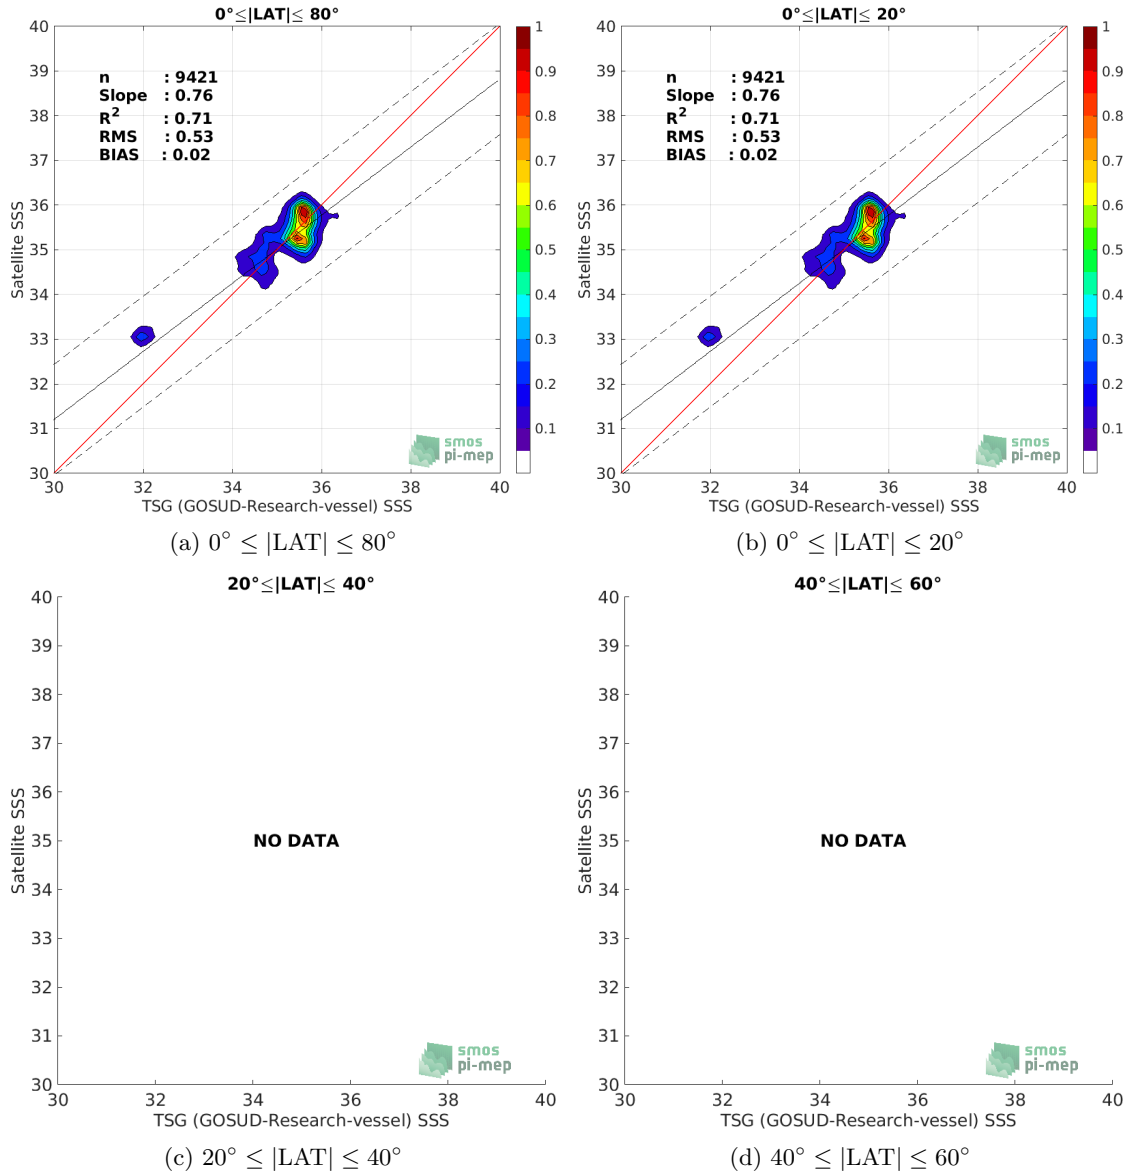 0°≤|LAT|≤ 80°
40
39
38
37
36
35
34
33
32
31
30
Satellite SSS
n : 9421
Slope : 0.76
R² : 0.71
RMS : 0.53
BIAS : 0.02
1
0.9
0.8
0.7
0.6
0.5
0.4
0.3
0.2
0.1
smos
pi-mep
30 32 34 36 38 40
TSG (GOSUD-Research-vessel) SSS
(a) 0° ≤ |LAT| ≤ 80°
0°≤|LAT|≤ 20°
40
39
38
37
36
35
34
33
32
31
30
Satellite SSS
n : 9421
Slope : 0.76
R² : 0.71
RMS : 0.53
BIAS : 0.02
1
0.9
0.8
0.7
0.6
0.5
0.4
0.3
0.2
0.1
smos
pi-mep
30 32 34 36 38 40
TSG (GOSUD-Research-vessel) SSS
(b) 0° ≤ |LAT| ≤ 20°
20°≤|LAT|≤ 40°
40
39
38
37
36
35
34
33
32
31
30
Satellite SSS
NO DATA
smos
pi-mep
30 32 34 36 38 40
TSG (GOSUD-Research-vessel) SSS
(c) 20° ≤ |LAT| ≤ 40°
40°≤|LAT|≤ 60°
40
39
38
37
36
35
34
33
32
31
30
Satellite SSS
NO DATA
smos
pi-mep
30 32 34 36 38 40
TSG (GOSUD-Research-vessel) SSS
(d) 40° ≤ |LAT| ≤ 60°